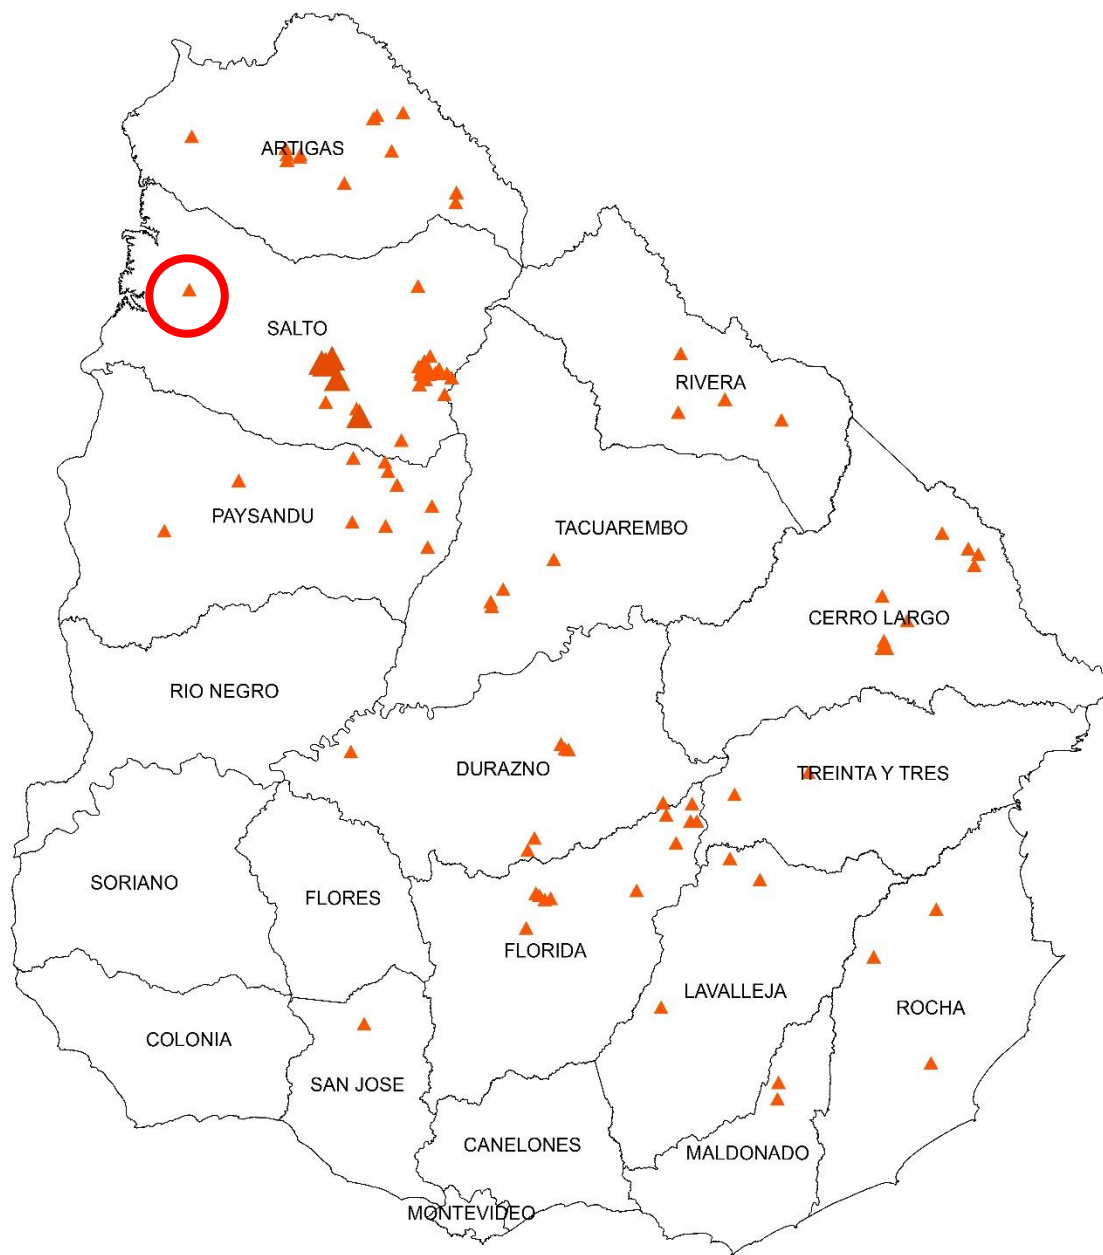 ARTIGAS
SALTO
RIVERA
PAYSANDU
TACUAREMBO
CERRO LARGO
RIO NEGRO
DURAZNO
TREINTA Y TRES
SORIANO
FLORES
FLORIDA
LAVALLEJA
ROCHA
COLONIA
SAN JOSE
CANELONES
MALDONADO
MONTEVIDEO